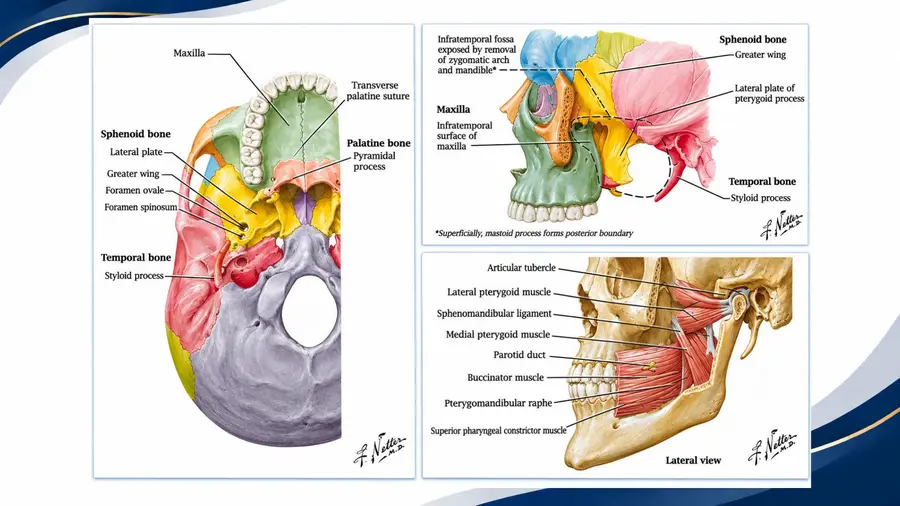 Maxilla
Transverse
palatine suture
Sphenoid bone
Lateral plate
Greater wing
Foramen ovale
Foramen spinosum
Palatine bone
Pyramidal
process
Temporal bone
Styloid process
F. Netter
M.D.
Infratemporal fossa
exposed by removal
of zygomatic arch
and mandible*
Maxilla
Infratemporal
surface of
maxilla
Sphenoid bone
Greater wing
Lateral plate of
pterygoid process
Temporal bone
Styloid process
*Superficially, mastoid process forms posterior boundary
F. Netter
M.D.
Articular tubercle
Lateral pterygoid muscle
Sphenomandibular ligament
Medial pterygoid muscle
Parotid duct
Buccinator muscle
Pterygomandibular raphe
Superior pharyngeal constrictor muscle
Lateral view
F. Netter
M.D.